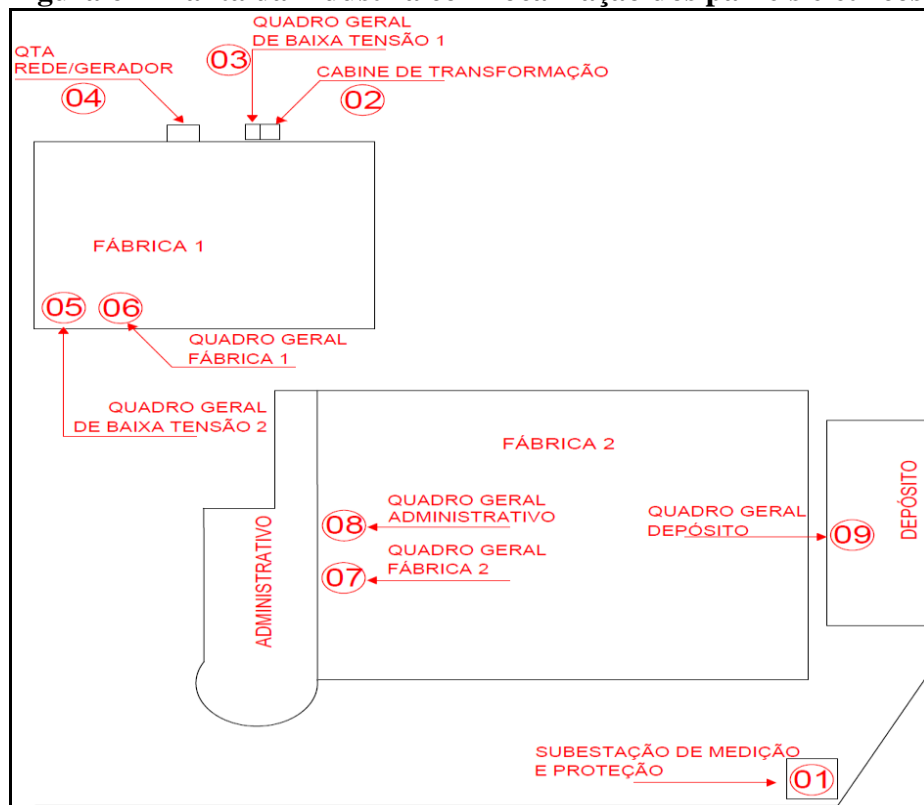 QUADRO GERAL
DE BAIXA TENSÃO 1
03
QTA
REDE/GERADOR
04
CABINE DE TRANSFORMAÇÃO
02
FÁBRICA 1
05
06
QUADRO GERAL
FÁBRICA 1
QUADRO GERAL
DE BAIXA TENSÃO 2
FÁBRICA 2
08
QUADRO GERAL
ADMINISTRATIVO
07
QUADRO GERAL
FÁBRICA 2
ADMINISTRATIVO
QUADRO GERAL
DEPÓSITO
09
DEPÓSITO
SUBESTAÇÃO DE MEDIÇÃO
E PROTEÇÃO
01